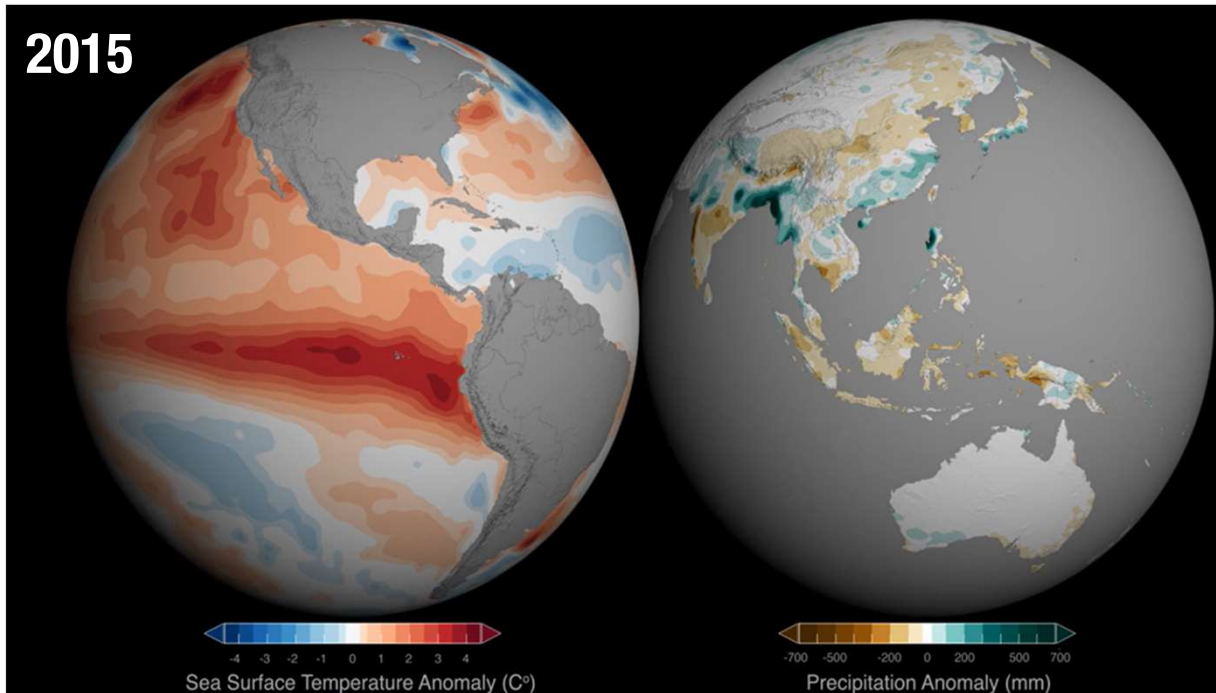 2015
-4 -3 -2 -1 0 1 2 3 4
Sea Surface Temperature Anomaly (C°)
-700 -500 -200 0 200 500 700
Precipitation Anomaly (mm)